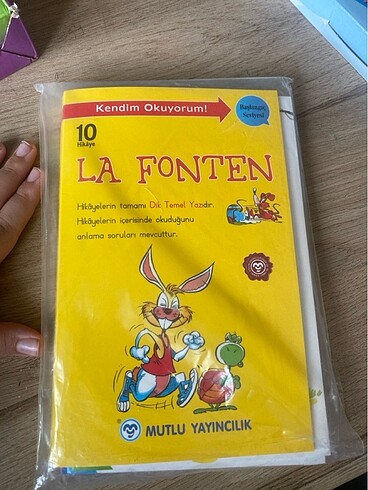 Kendim Okuyorum!
Başlangıç
Seviyesi
10
Hikâye
LA FONTEN
Hikâyelerin tamamı Dik Temel Yazıdır.
Hikâyelerin içerisinde okuduğunu
anlama soruları mevcuttur.
MUTLU YAYINCILIK